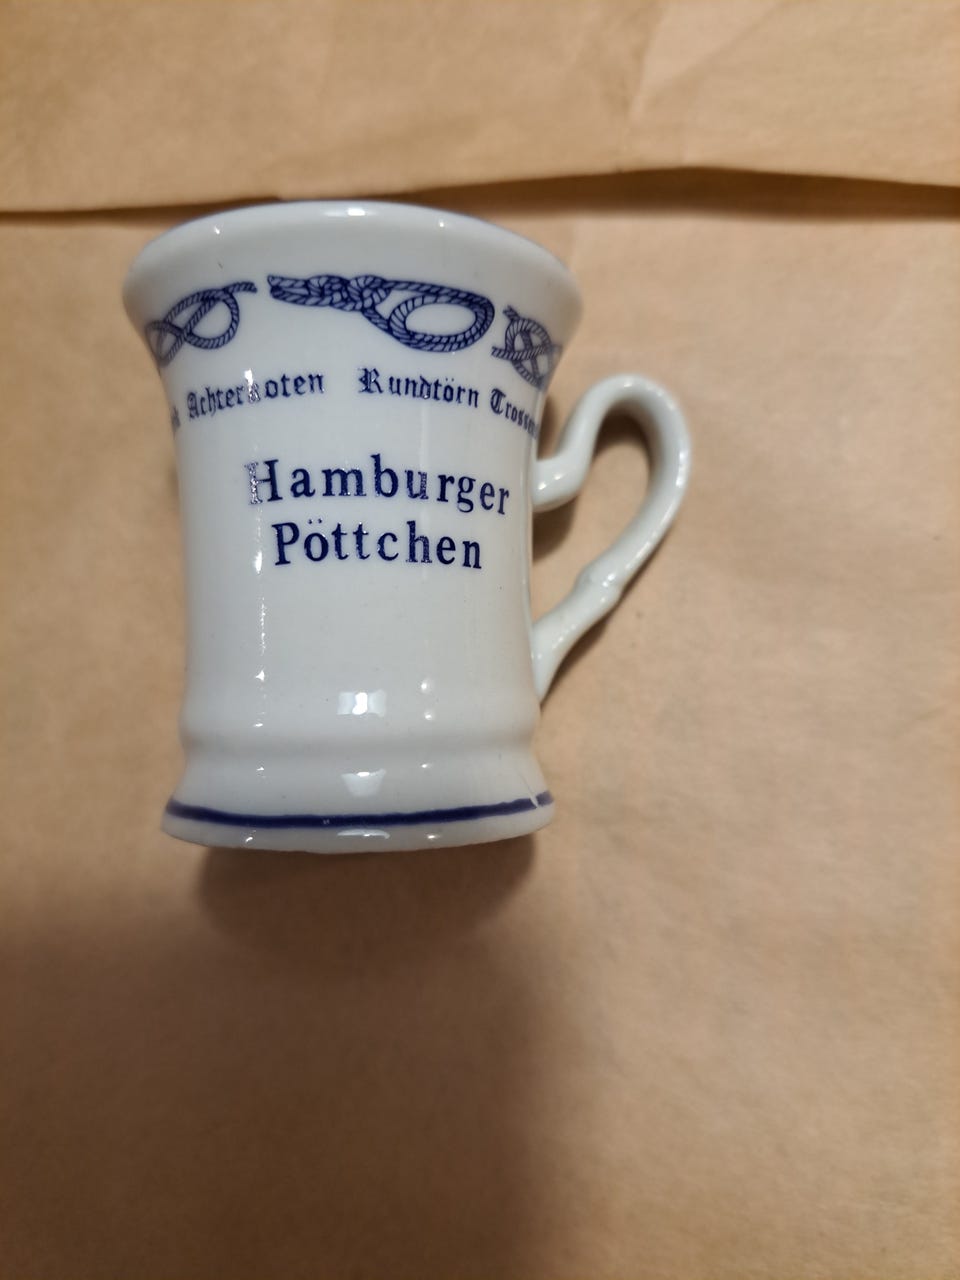 Achterknoten Rundtörn
Hamburger
Pöttchen